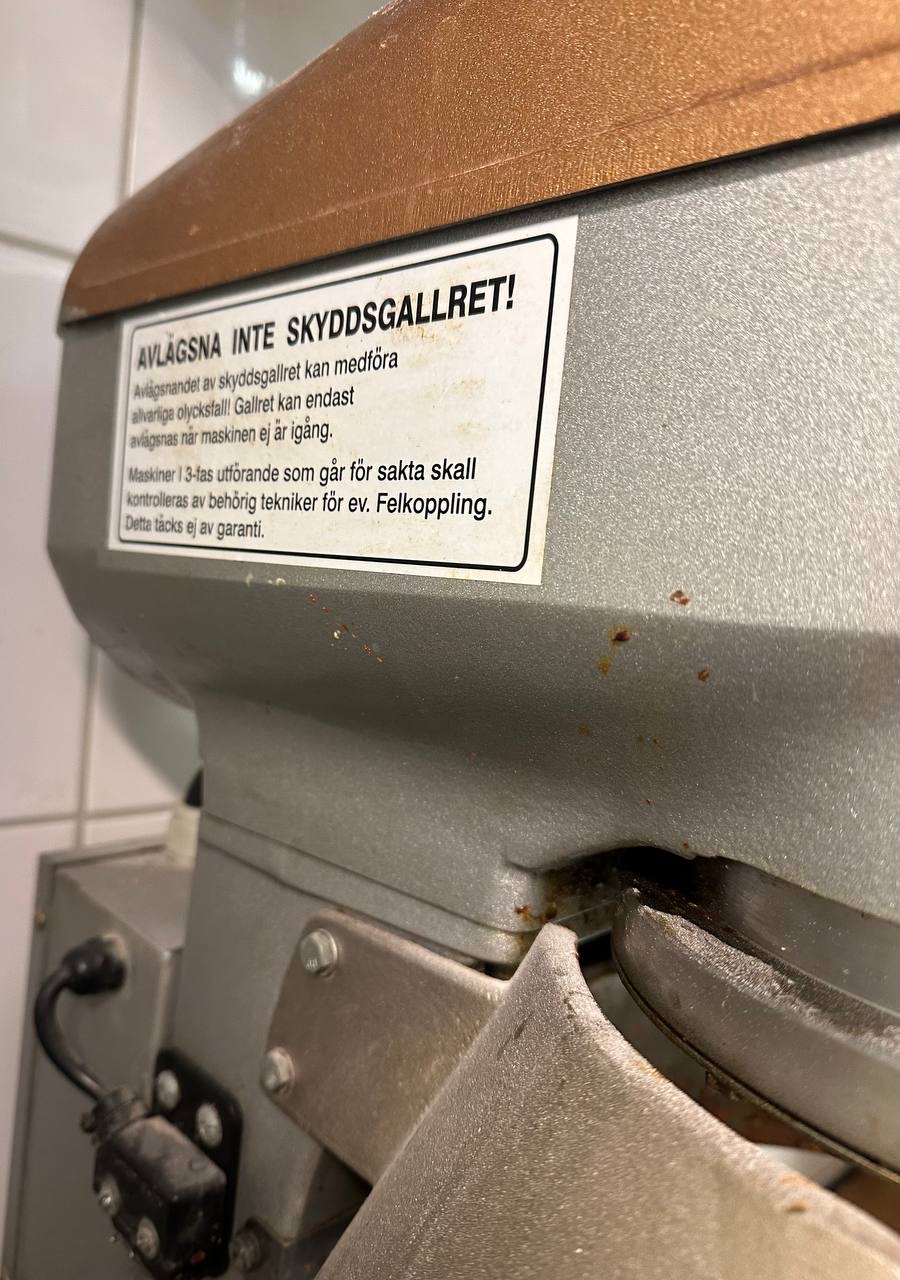 AVLÄGSNA INTE SKYDDSGALLRET!
Avlägsnandet av skyddsgallret kan medföra
allvarliga olycksfall! Gallret kan endast
avlägsnas när maskinen ej är igång.
Maskiner I 3-fas utförande som går för sakta skall
kontrolleras av behörig tekniker för ev. Felkoppling.
Detta täcks ej av garanti.